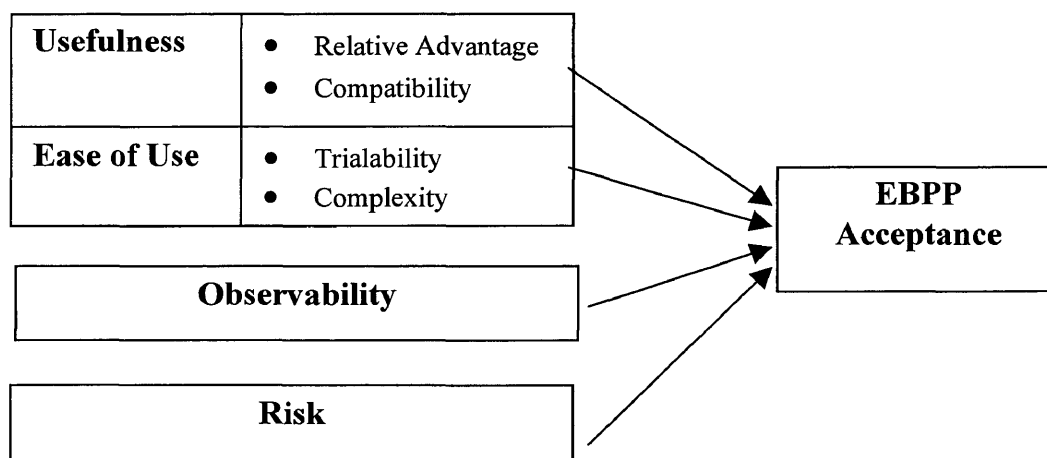 Usefulness
• Relative Advantage
• Compatibility
Ease of Use
• Trialability
• Complexity
EBPP
Acceptance
Observability
Risk